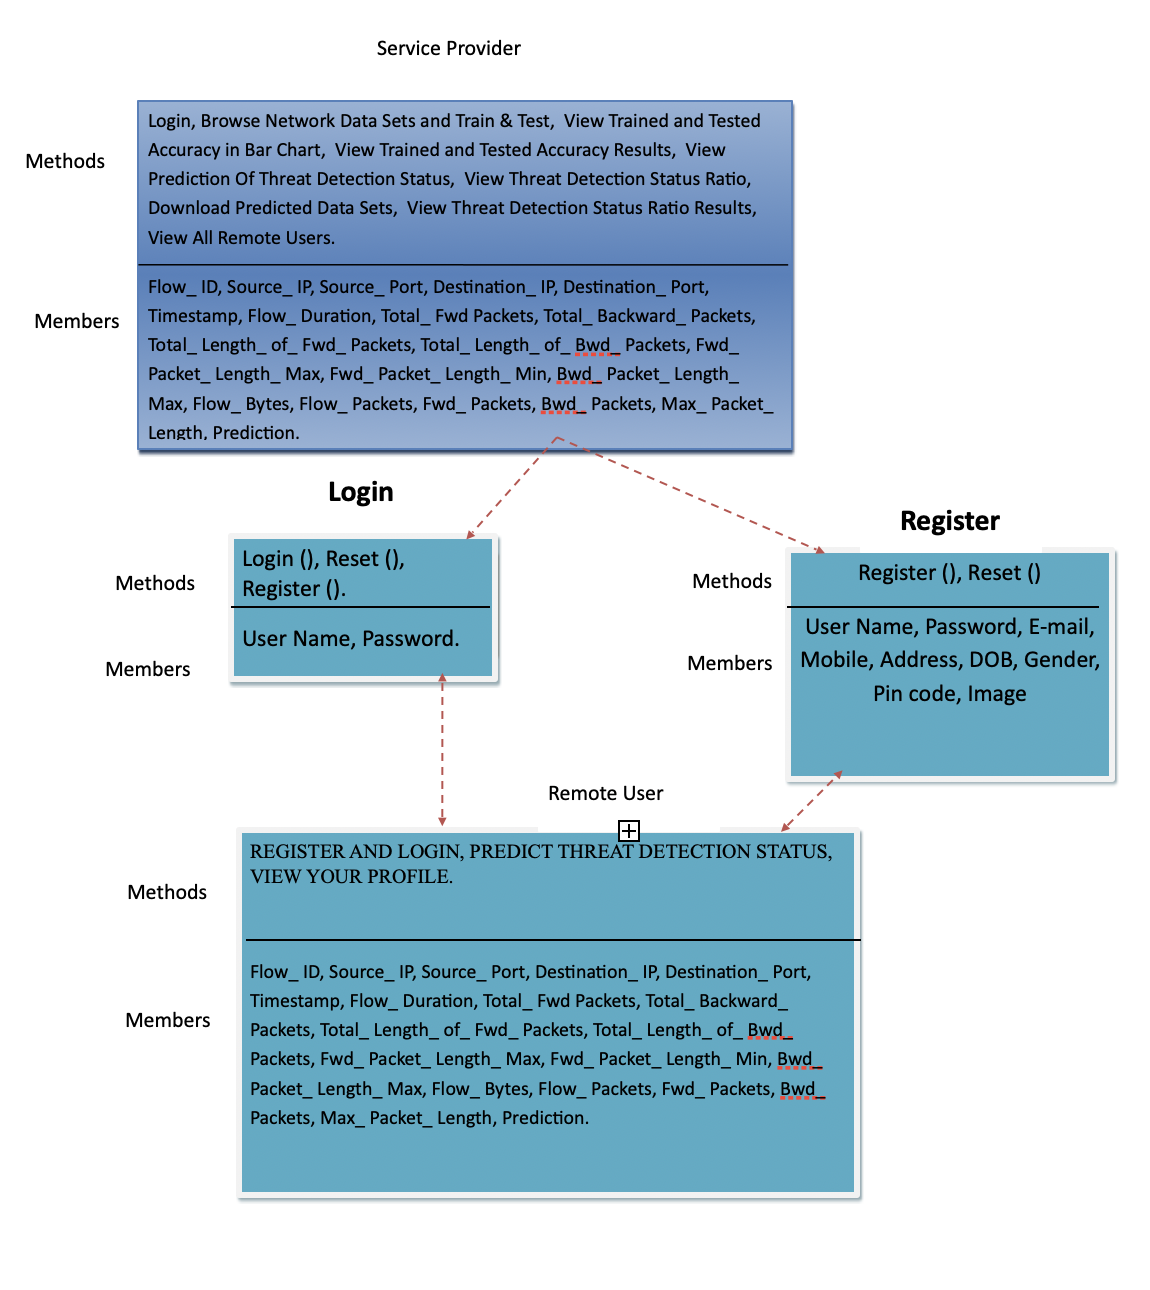 Service Provider
Methods
Login, Browse Network Data Sets and Train & Test,  View Trained and Tested
Accuracy in Bar Chart,  View Trained and Tested Accuracy Results,  View
Prediction Of Threat Detection Status,  View Threat Detection Status Ratio,
Download Predicted Data Sets,  View Threat Detection Status Ratio Results,
View All Remote Users.
Members
Flow_ ID, Source_ IP, Source_ Port, Destination_ IP, Destination_ Port,
Timestamp, Flow_ Duration, Total_ Fwd Packets, Total_ Backward_ Packets,
Total_ Length_ of_ Fwd_ Packets, Total_ Length_ of_ Bwd_ Packets, Fwd_
Packet_ Length_ Max, Fwd_ Packet_ Length_ Min, Bwd_ Packet_ Length_
Max, Flow_ Bytes, Flow_ Packets, Fwd_ Packets, Bwd_ Packets, Max_ Packet_
Length, Prediction.
Login
Methods
Login (), Reset (),
Register ().
Members
User Name, Password.
Register
Methods
Register (), Reset ()
Members
User Name, Password, E-mail,
Mobile, Address, DOB, Gender,
Pin code, Image
Remote User
Methods
REGISTER AND LOGIN, PREDICT THREAT DETECTION STATUS,
VIEW YOUR PROFILE.
Members
Flow_ ID, Source_ IP, Source_ Port, Destination_ IP, Destination_ Port,
Timestamp, Flow_ Duration, Total_ Fwd Packets, Total_ Backward_
Packets, Total_ Length_ of_ Fwd_ Packets, Total_ Length_ of_ Bwd_
Packets, Fwd_ Packet_ Length_ Max, Fwd_ Packet_ Length_ Min, Bwd_
Packet_ Length_ Max, Flow_ Bytes, Flow_ Packets, Fwd_ Packets, Bwd_
Packets, Max_ Packet_ Length, Prediction.